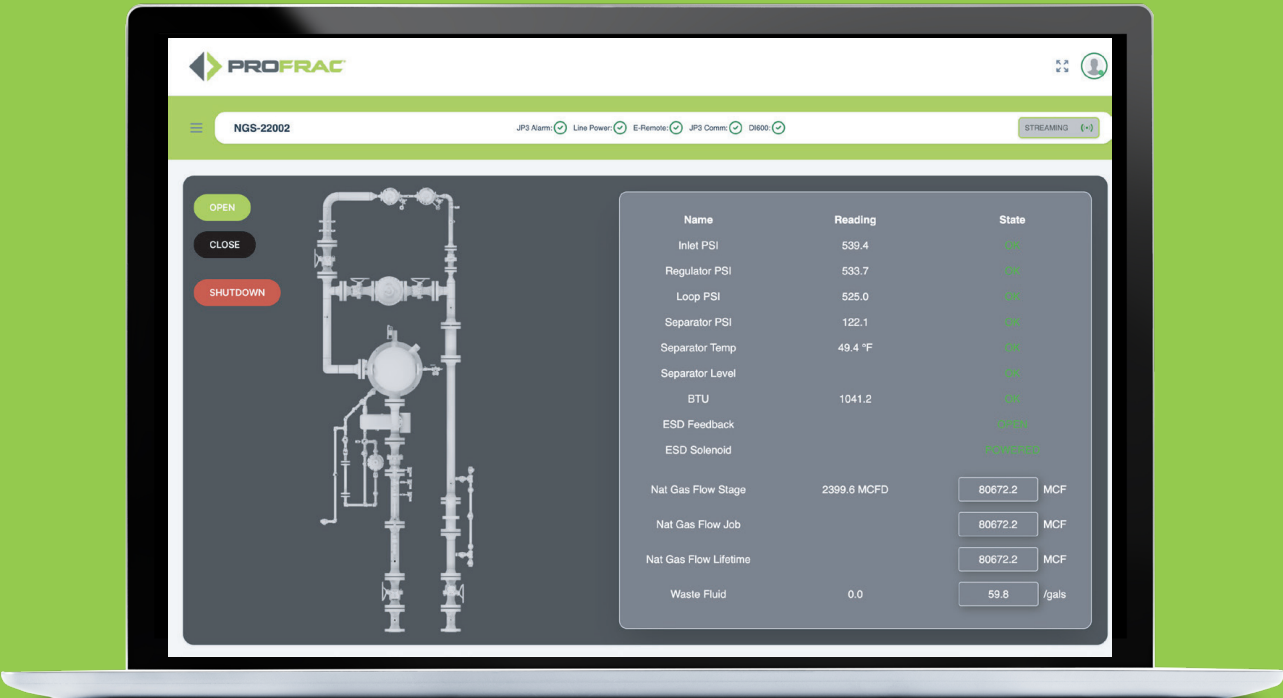 PROFRAC
NGS-22002
JP3 Alarm: Line Power: E-Remote: JP3 Comm: DI600:
STREAMING
OPEN
CLOSE
SHUTDOWN
Name Reading State
Inlet PSI 539.4 OK
Regulator PSI 533.7 OK
Loop PSI 525.0 OK
Separator PSI 122.1 OK
Separator Temp 49.4 °F OK
Separator Level OK
BTU 1041.2 OK
ESD Feedback OPEN
ESD Solenoid POWERED
Nat Gas Flow Stage 2399.6 MCFD 80672.2 MCF
Nat Gas Flow Job 80672.2 MCF
Nat Gas Flow Lifetime 80672.2 MCF
Waste Fluid 0.0 59.8 /gals